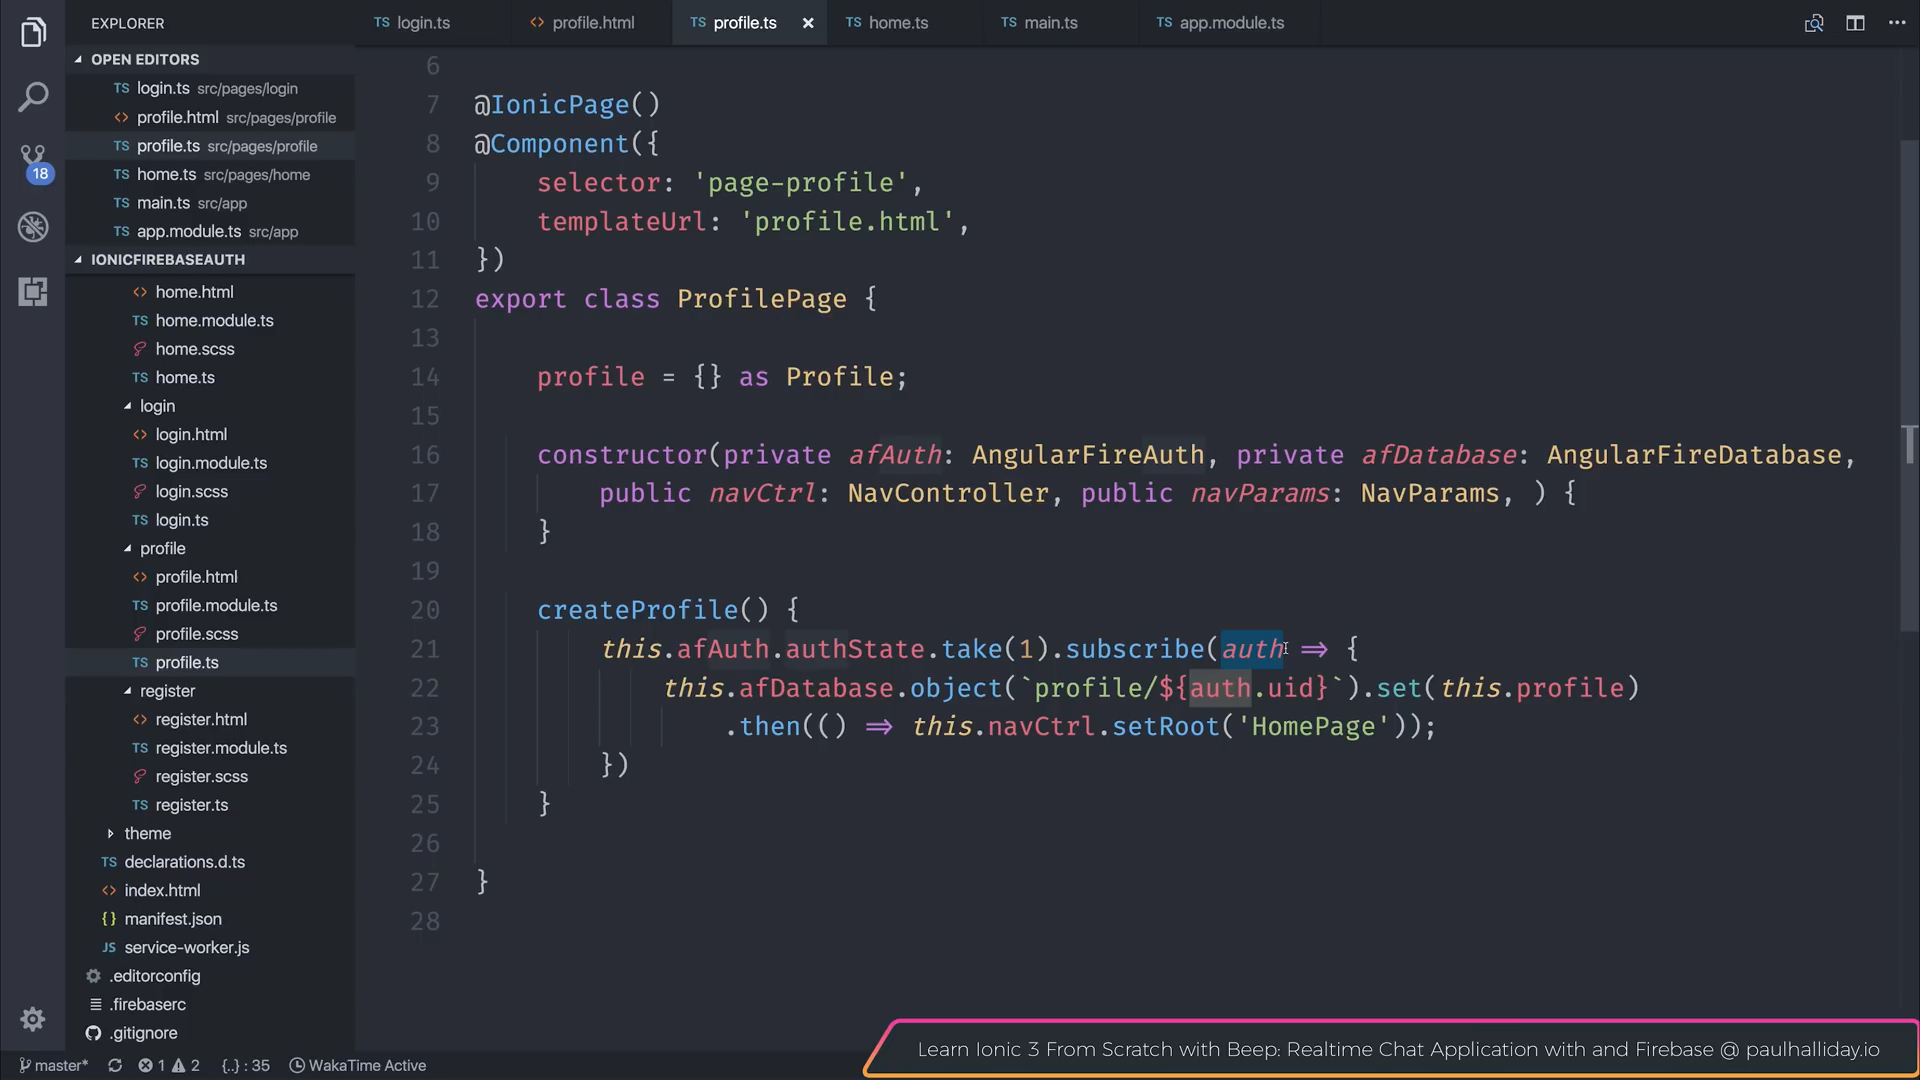 EXPLORER
OPEN EDITORS
TS login.ts src/pages/login
<> profile.html src/pages/profile
TS profile.ts src/pages/profile
TS home.ts src/pages/home
TS main.ts src/app
TS app.module.ts src/app
IONICFIREBASEAUTH
<> home.html
TS home.module.ts
home.scss
TS home.ts
login
<> login.html
TS login.module.ts
login.scss
TS login.ts
profile
<> profile.html
TS profile.module.ts
profile.scss
TS profile.ts
register
<> register.html
TS register.module.ts
register.scss
TS register.ts
theme
TS declarations.d.ts
<> index.html
{} manifest.json
JS service-worker.js
.editorconfig
.firebaserc
.gitignore
18
TS login.ts <> profile.html TS profile.ts × TS home.ts TS main.ts TS app.module.ts
6
7 @IonicPage()
8 @Component({
9 selector: 'page-profile',
10 templateUrl: 'profile.html',
11 })
12 export class ProfilePage {
13
14 profile = {} as Profile;
15
16 constructor(private afAuth: AngularFireAuth, private afDatabase: AngularFireDatabase,
17 public navCtrl: NavController, public navParams: NavParams, ) {
18 }
19
20 createProfile() {
21 this.afAuth.authState.take(1).subscribe(auth => {
22 this.afDatabase.object(`profile/${auth.uid}`).set(this.profile)
23 .then(() => this.navCtrl.setRoot('HomePage'));
24 })
25 }
26
27 }
28
master* 1 2 {..} : 35 WakaTime Active
Learn Ionic 3 From Scratch with Beep: Realtime Chat Application with and Firebase @ paulhalliday.io